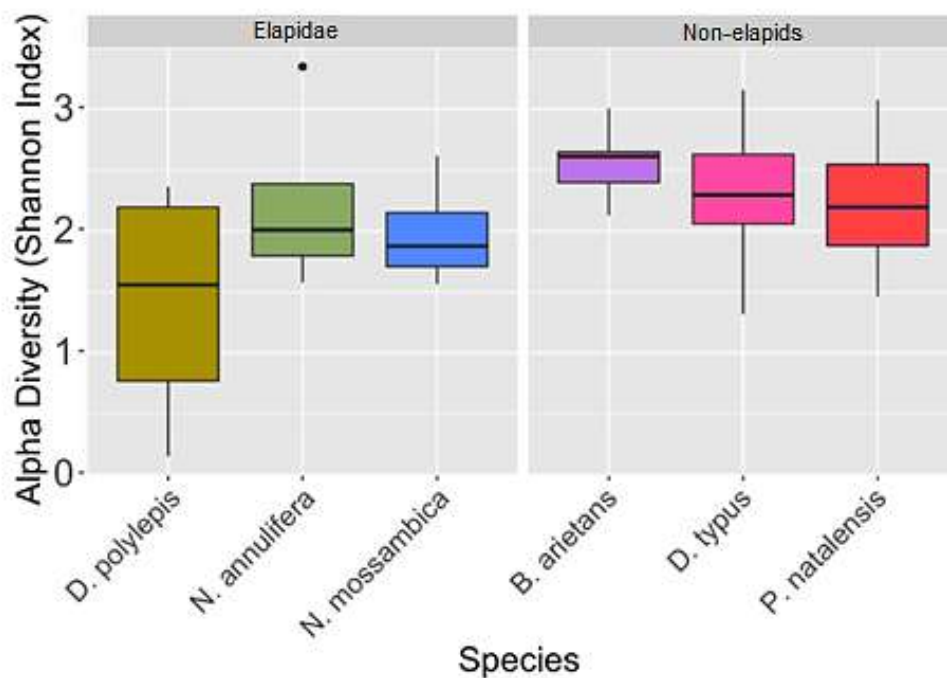 Elapidae
Non-elapids
Alpha Diversity (Shannon Index)
3
2
1
0
D. polylepis
N. annulifera
N. mossambica
B. arietans
D. typus
P. natalensis
Species